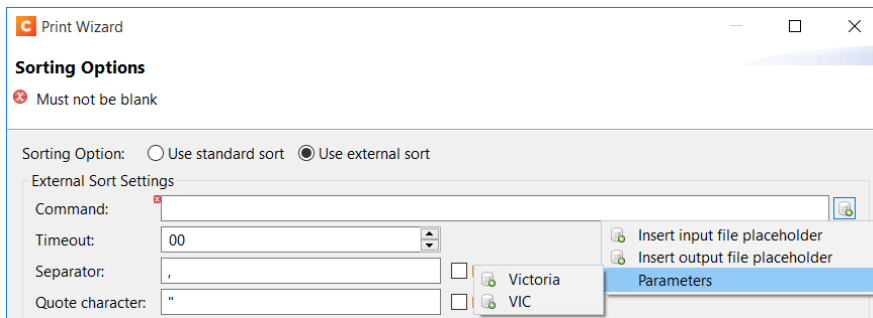 C Print Wizard
Sorting Options
Must not be blank
Sorting Option: Use standard sort Use external sort
External Sort Settings
Command:
Timeout: 00
Insert input file placeholder
Insert output file placeholder
Separator: ,
Victoria
Parameters
Quote character: "
VIC